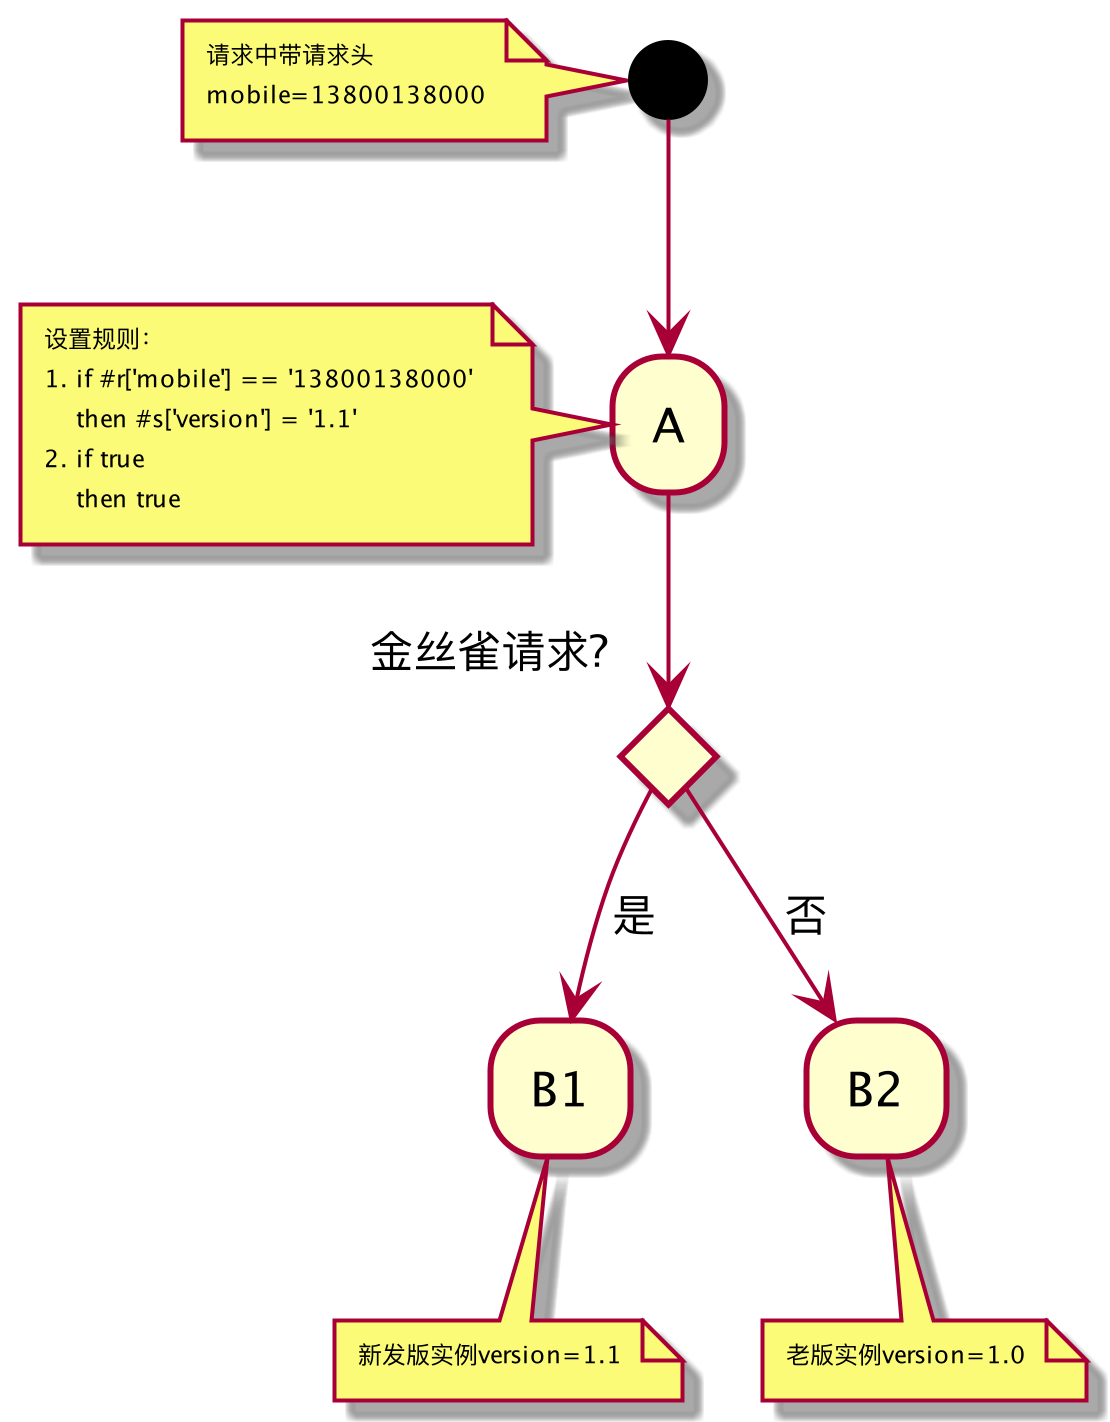 请求中带请求头
mobile=13800138000
设置规则：
1. if #r['mobile'] == '13800138000'
then #s['version'] = '1.1'
2. if true
then true
A
金丝雀请求?
是
否
B1
B2
新发版实例version=1.1
老版实例version=1.0